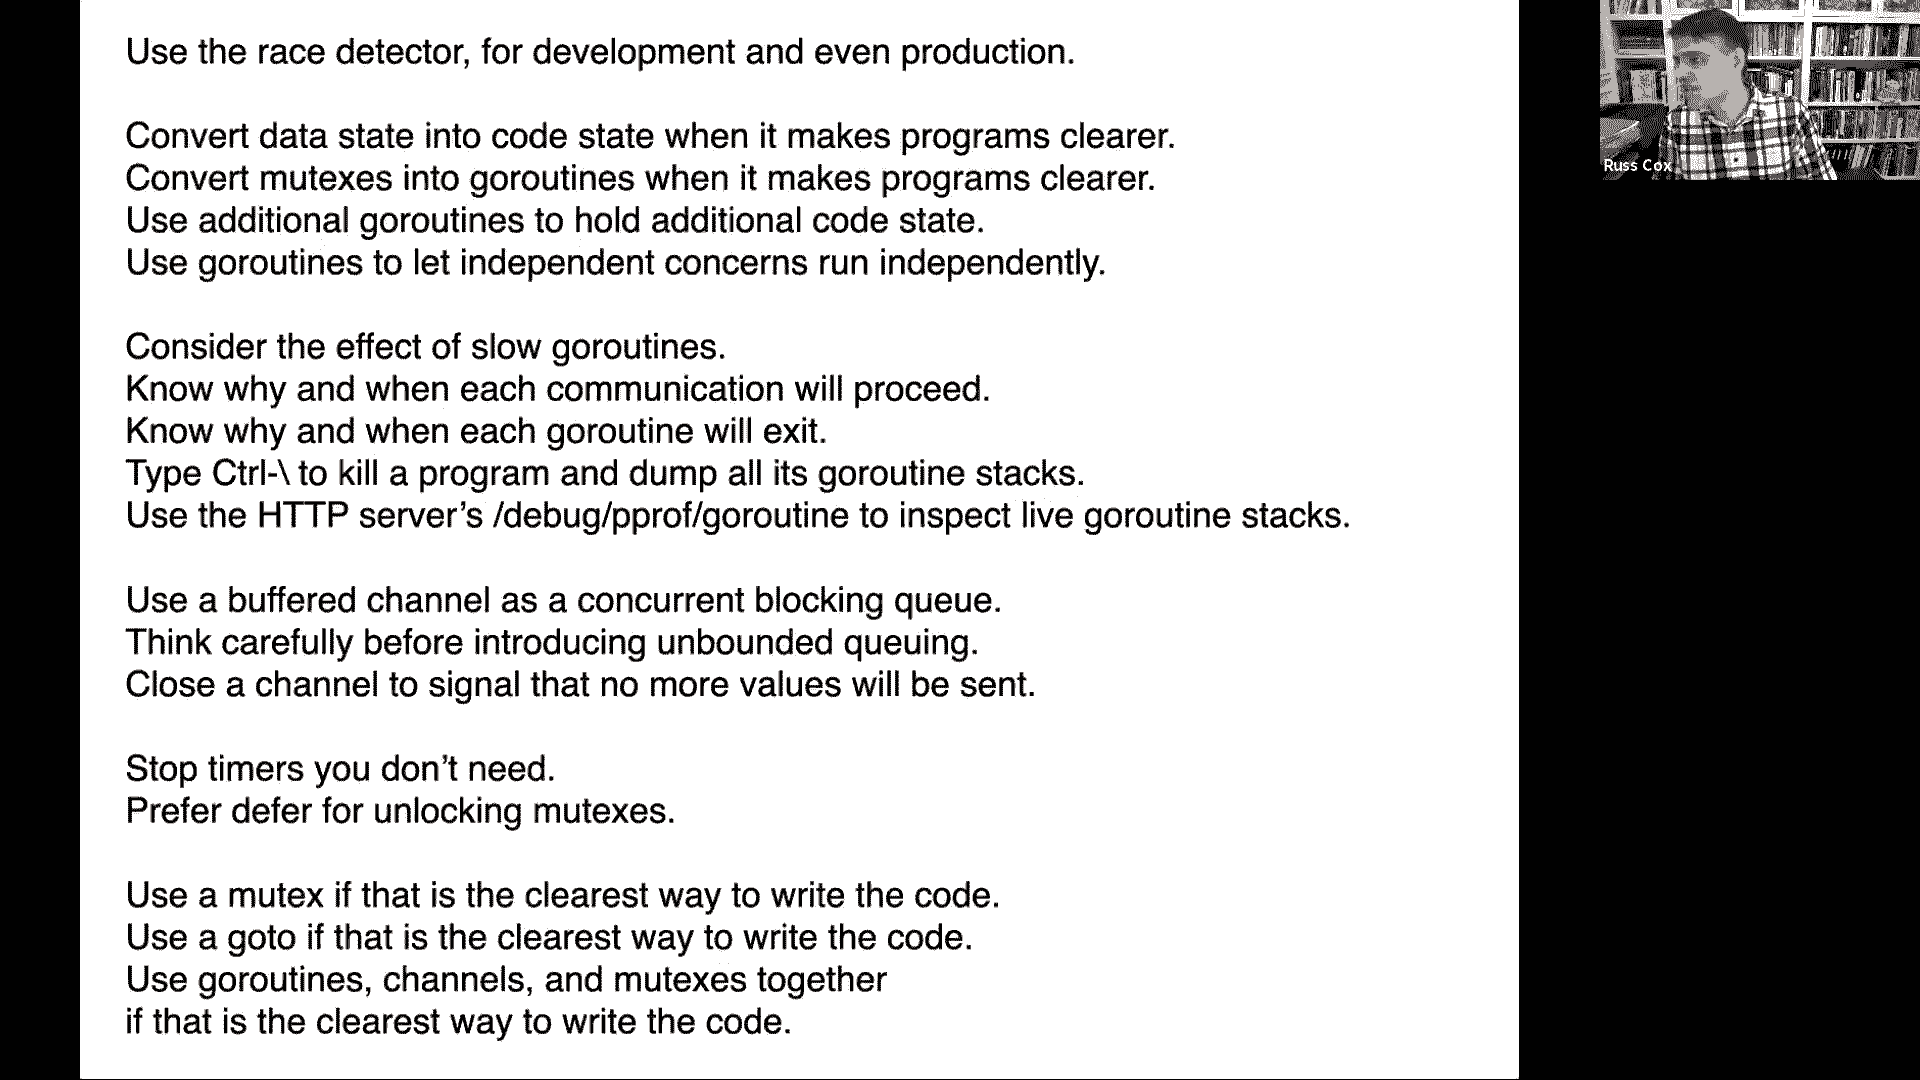 Use the race detector, for development and even production.
Convert data state into code state when it makes programs clearer.
Convert mutexes into goroutines when it makes programs clearer.
Use additional goroutines to hold additional code state.
Use goroutines to let independent concerns run independently.
Consider the effect of slow goroutines.
Know why and when each communication will proceed.
Know why and when each goroutine will exit.
Type Ctrl-\ to kill a program and dump all its goroutine stacks.
Use the HTTP server’s /debug/pprof/goroutine to inspect live goroutine stacks.
Use a buffered channel as a concurrent blocking queue.
Think carefully before introducing unbounded queuing.
Close a channel to signal that no more values will be sent.
Stop timers you don’t need.
Prefer defer for unlocking mutexes.
Use a mutex if that is the clearest way to write the code.
Use a goto if that is the clearest way to write the code.
Use goroutines, channels, and mutexes together
if that is the clearest way to write the code.
Russ Cox